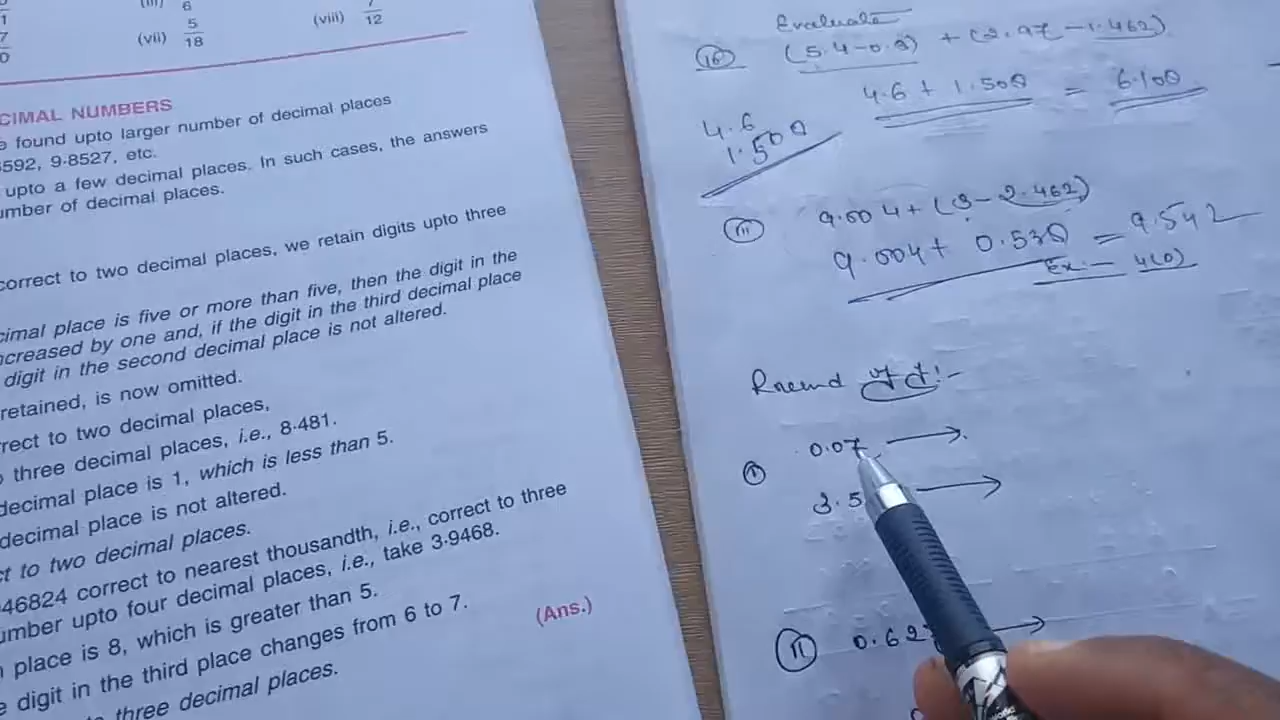 (iii) 6
(vii) 5/18
(viii) 7/12
CIMAL NUMBERS
e found upto larger number of decimal places
592, 9·8527, etc.
upto a few decimal places. In such cases, the answers
umber of decimal places.
correct to two decimal places, we retain digits upto three
cimal place is five or more than five, then the digit in the
ncreased by one and, if the digit in the third decimal place
digit in the second decimal place is not altered.
retained, is now omitted.
rrect to two decimal places,
three decimal places, i.e., 8·481.
decimal place is 1, which is less than 5.
decimal place is not altered.
ct to two decimal places.
46824 correct to nearest thousandth, i.e., correct to three
umber upto four decimal places, i.e., take 3·9468.
place is 8, which is greater than 5.
e digit in the third place changes from 6 to 7.
(Ans.)
three decimal places.
Evaluate
(5.4-0.8) + (2.97-1.462)
4.6 + 1.508 = 6.108
4.6
1.508
9.004 + (3-2.462)
9.004 + 0.538 = 9.542
Ex:- 4(D)
Round off:-
(i) 0.07 →
3.5 →
(ii) 0.62 →